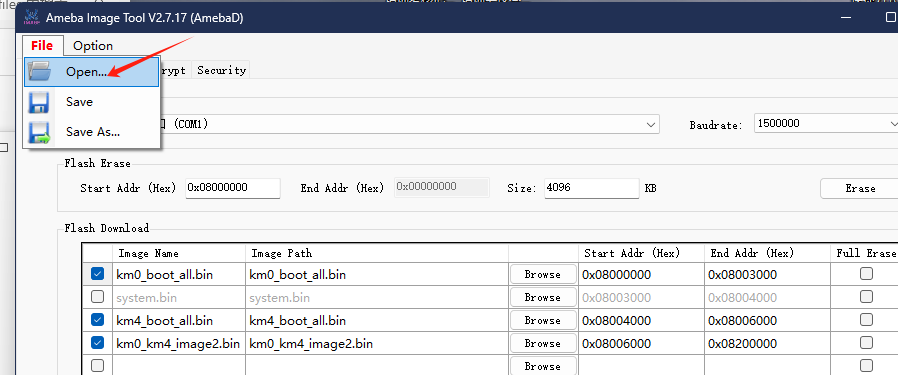 files
Ameba Image Tool V2.7.17 (AmebaD)
File Option
Open...
rypt Security
Save
(COM1) Baudrate: 1500000
Save As...
Flash Erase
Start Addr (Hex) 0x08000000 End Addr (Hex) 0x00000000 Size: 4096 KB Erase
Flash Download
Image Name Image Path Start Addr (Hex) End Addr (Hex) Full Erase
km0_boot_all.bin km0_boot_all.bin Browse 0x08000000 0x08003000
system.bin system.bin Browse 0x08003000 0x08004000
km4_boot_all.bin km4_boot_all.bin Browse 0x08004000 0x08006000
km0_km4_image2.bin km0_km4_image2.bin Browse 0x08006000 0x08200000
Browse